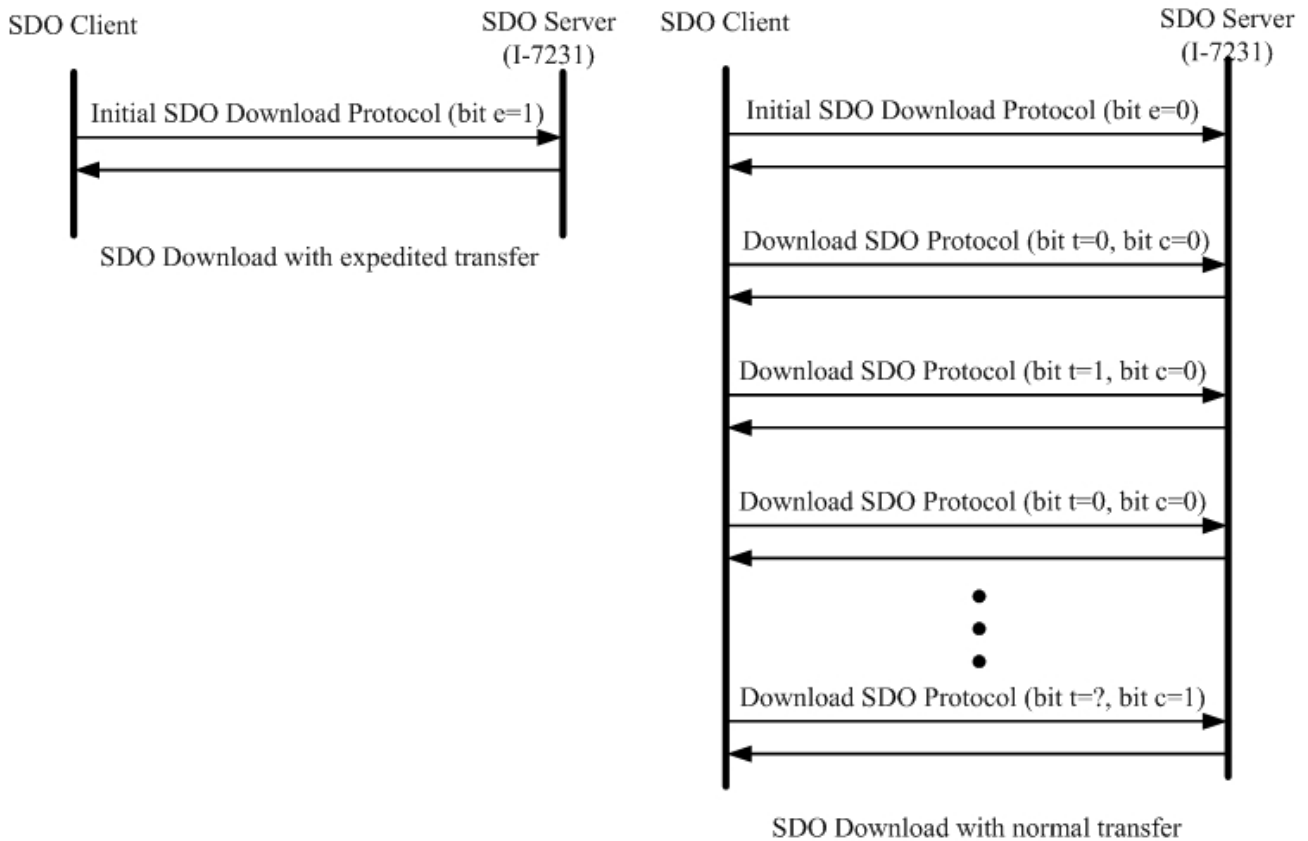 SDO Client
SDO Server
(I-7231)
Initial SDO Download Protocol (bit e=1)
SDO Download with expedited transfer
SDO Client
SDO Server
(I-7231)
Initial SDO Download Protocol (bit e=0)
Download SDO Protocol (bit t=0, bit c=0)
Download SDO Protocol (bit t=1, bit c=0)
Download SDO Protocol (bit t=0, bit c=0)
Download SDO Protocol (bit t=?, bit c=1)
SDO Download with normal transfer